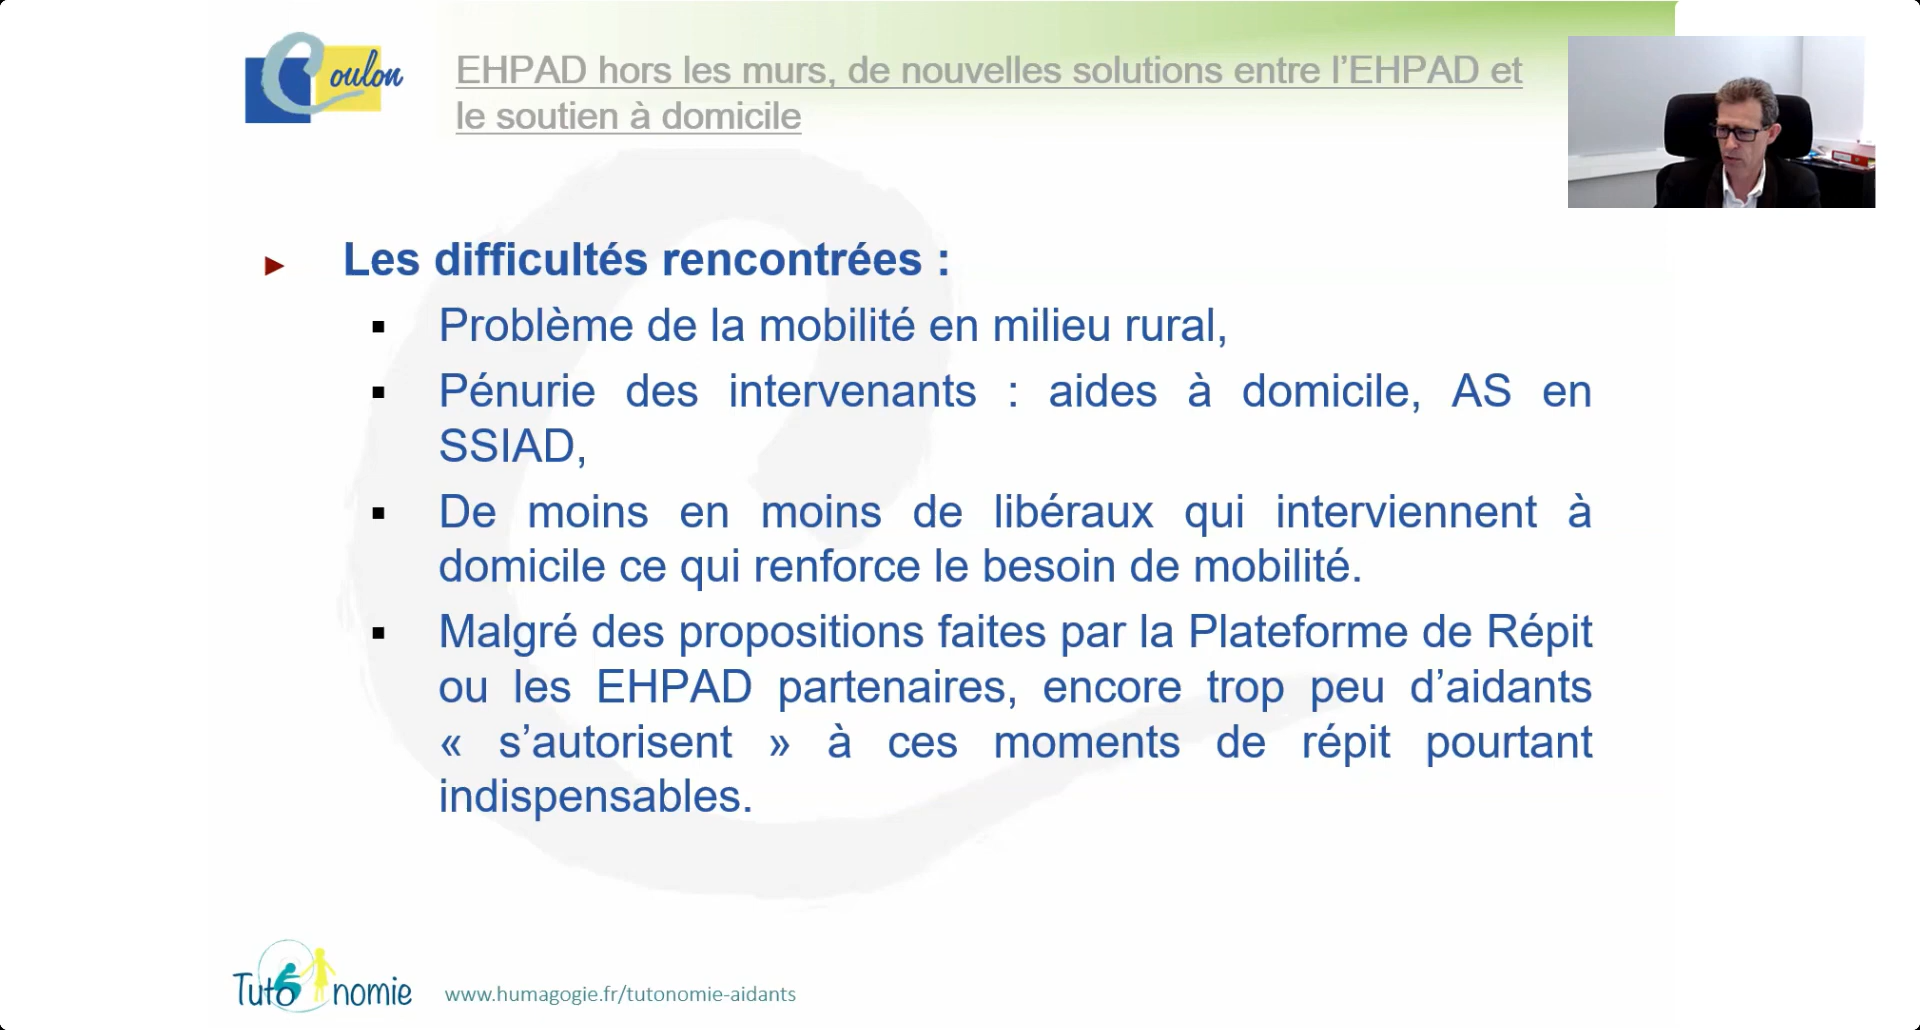 Coulon
EHPAD hors les murs, de nouvelles solutions entre l’EHPAD et
le soutien à domicile
Les difficultés rencontrées :
Problème de la mobilité en milieu rural,
Pénurie des intervenants : aides à domicile, AS en
SSIAD,
De moins en moins de libéraux qui interviennent à
domicile ce qui renforce le besoin de mobilité.
Malgré des propositions faites par la Plateforme de Répit
ou les EHPAD partenaires, encore trop peu d’aidants
« s’autorisent » à ces moments de répit pourtant
indispensables.
Tutonomie
www.humagogie.fr/tutonomie-aidants